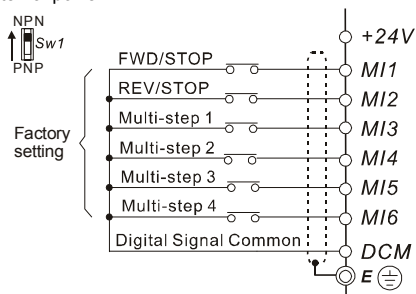 NPN
Sw1
PNP
+24V
FWD/STOP
MI1
REV/STOP
MI2
Multi-step 1
MI3
Factory
setting
Multi-step 2
MI4
Multi-step 3
MI5
Multi-step 4
MI6
Digital Signal Common
DCM
E